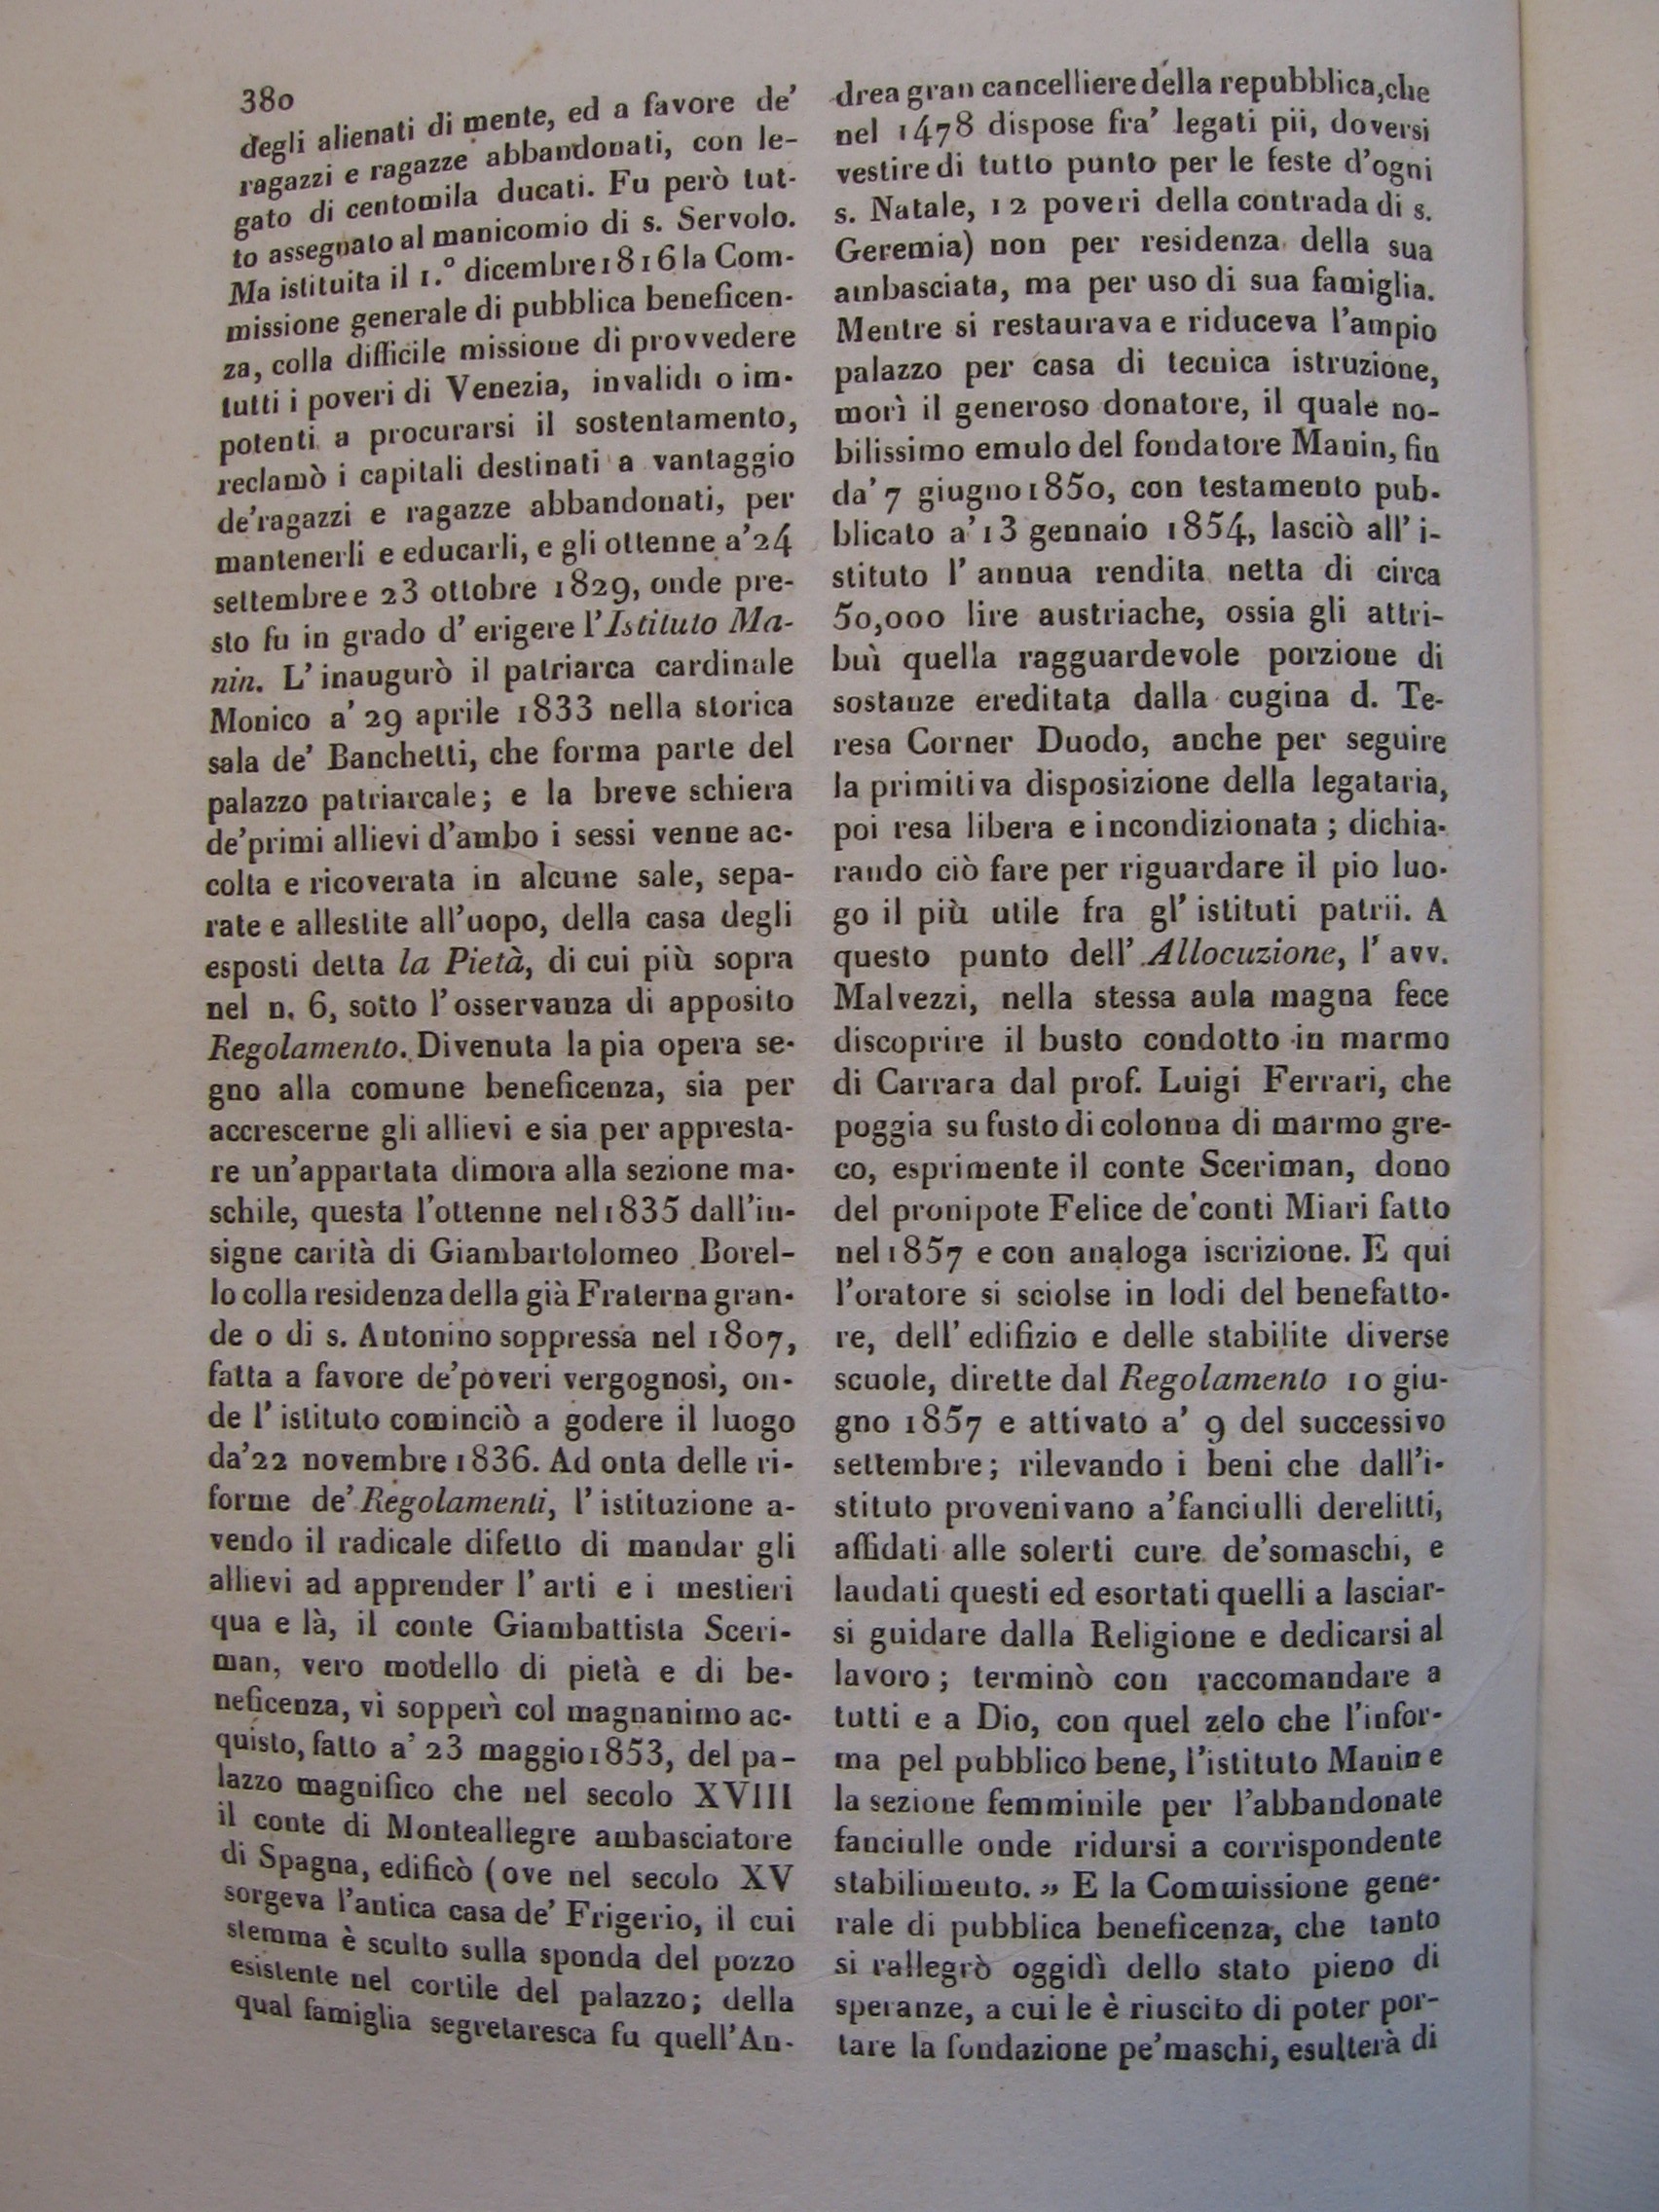 380
degli alienati di mente, ed a favore de'
ragazzi e ragazze abbandonati, con le-
gato di centomila ducati. Fu però tut-
to assegnato al manicomio di s. Servolo.
Ma istituita il 1.° dicembre 1816 la Com-
missione generale di pubblica beneficen-
za, colla difficile missione di provvedere
tutti i poveri di Venezia, invalidi o im-
potenti a procurarsi il sostentamento,
reclamò i capitali destinati a vantaggio
de'ragazzi e ragazze abbandonati, per
mantenerli e educarli, e gli ottenne a'24
settembre e 23 ottobre 1829, onde pre-
sto fu in grado d' erigere l'Istituto Ma-
nin. L' inaugurò il patriarca cardinale
Monico a' 29 aprile 1833 nella storica
sala de' Banchetti, che forma parte del
palazzo patriarcale; e la breve schiera
de'primi allievi d'ambo i sessi venne ac-
colta e ricoverata in alcune sale, sepa-
rate e allestite all'uopo, della casa degli
esposti detta la Pietà, di cui più sopra
nel n. 6, sotto l'osservanza di apposito
Regolamento. Divenuta la pia opera se-
gno alla comune beneficenza, sia per
accrescerne gli allievi e sia per appresta-
re un'appartata dimora alla sezione ma-
schile, questa l'ottenne nel 1835 dall'in-
signe carità di Giambartolomeo Borel-
lo colla residenza della già Fraterna gran-
de o di s. Antonino soppressa nel 1807,
fatta a favore de'poveri vergognosi, on-
de l' istituto cominciò a godere il luogo
da'22 novembre 1836. Ad onta delle ri-
forme de' Regolamenti, l' istituzione a-
vendo il radicale difetto di mandar gli
allievi ad apprender l' arti e i mestieri
qua e là, il conte Giambattista Sceri-
man, vero modello di pietà e di be-
neficenza, vi sopperì col magnanimo ac-
quisto, fatto a' 23 maggio 1853, del pa-
lazzo magnifico che nel secolo XVIII
il conte di Monteallegre ambasciatore
di Spagna, edificò (ove nel secolo XV
sorgeva l'antica casa de' Frigerio, il cui
stemma è sculto sulla sponda del pozzo
esistente nel cortile del palazzo; della
qual famiglia segretaresca fu quell'An-
drea gran cancelliere della repubblica, che
nel 1478 dispose fra' legati pii, doversi
vestire di tutto punto per le feste d'ogni
s. Natale, 12 poveri della contrada di s.
Geremia) non per residenza della sua
ambasciata, ma per uso di sua famiglia.
Mentre si restaurava e riduceva l'ampio
palazzo per casa di tecnica istruzione,
morì il generoso donatore, il quale no-
bilissimo emulo del fondatore Manin, fin
da' 7 giugno 1850, con testamento pub-
blicato a' 13 gennaio 1854, lasciò all' i-
stituto l' annua rendita netta di circa
50,000 lire austriache, ossia gli attri-
buì quella ragguardevole porzione di
sostanze ereditata dalla cugina d. Te-
resa Corner Duodo, anche per seguire
la primitiva disposizione della legataria,
poi resa libera e incondizionata; dichia-
rando ciò fare per riguardare il pio luo-
go il più utile fra gl' istituti patrii. A
questo punto dell' Allocuzione, l' avv.
Malvezzi, nella stessa aula magna fece
discoprire il busto condotto in marmo
di Carrara dal prof. Luigi Ferrari, che
poggia su fusto di colonna di marmo gre-
co, esprimente il conte Sceriman, dono
del pronipote Felice de'conti Miari fatto
nel 1857 e con analoga iscrizione. E qui
l'oratore si sciolse in lodi del benefatto-
re, dell' edifizio e delle stabilite diverse
scuole, dirette dal Regolamento 10 giu-
gno 1857 e attivato a' 9 del successivo
settembre; rilevando i beni che dall'i-
stituto provenivano a'fanciulli derelitti,
affidati alle solerti cure de'somaschi, e
laudati questi ed esortati quelli a lasciar-
si guidare dalla Religione e dedicarsi al
lavoro; terminò con raccomandare a
tutti e a Dio, con quel zelo che l'infor-
ma pel pubblico bene, l'istituto Manin e
la sezione femminile per l'abbandonate
fanciulle onde ridursi a corrispondente
stabilimento. » E la Commissione gene-
rale di pubblica beneficenza, che tanto
si rallegrò oggidì dello stato pieno di
speranze, a cui le è riuscito di poter por-
tare la fondazione pe'maschi, esulterà di